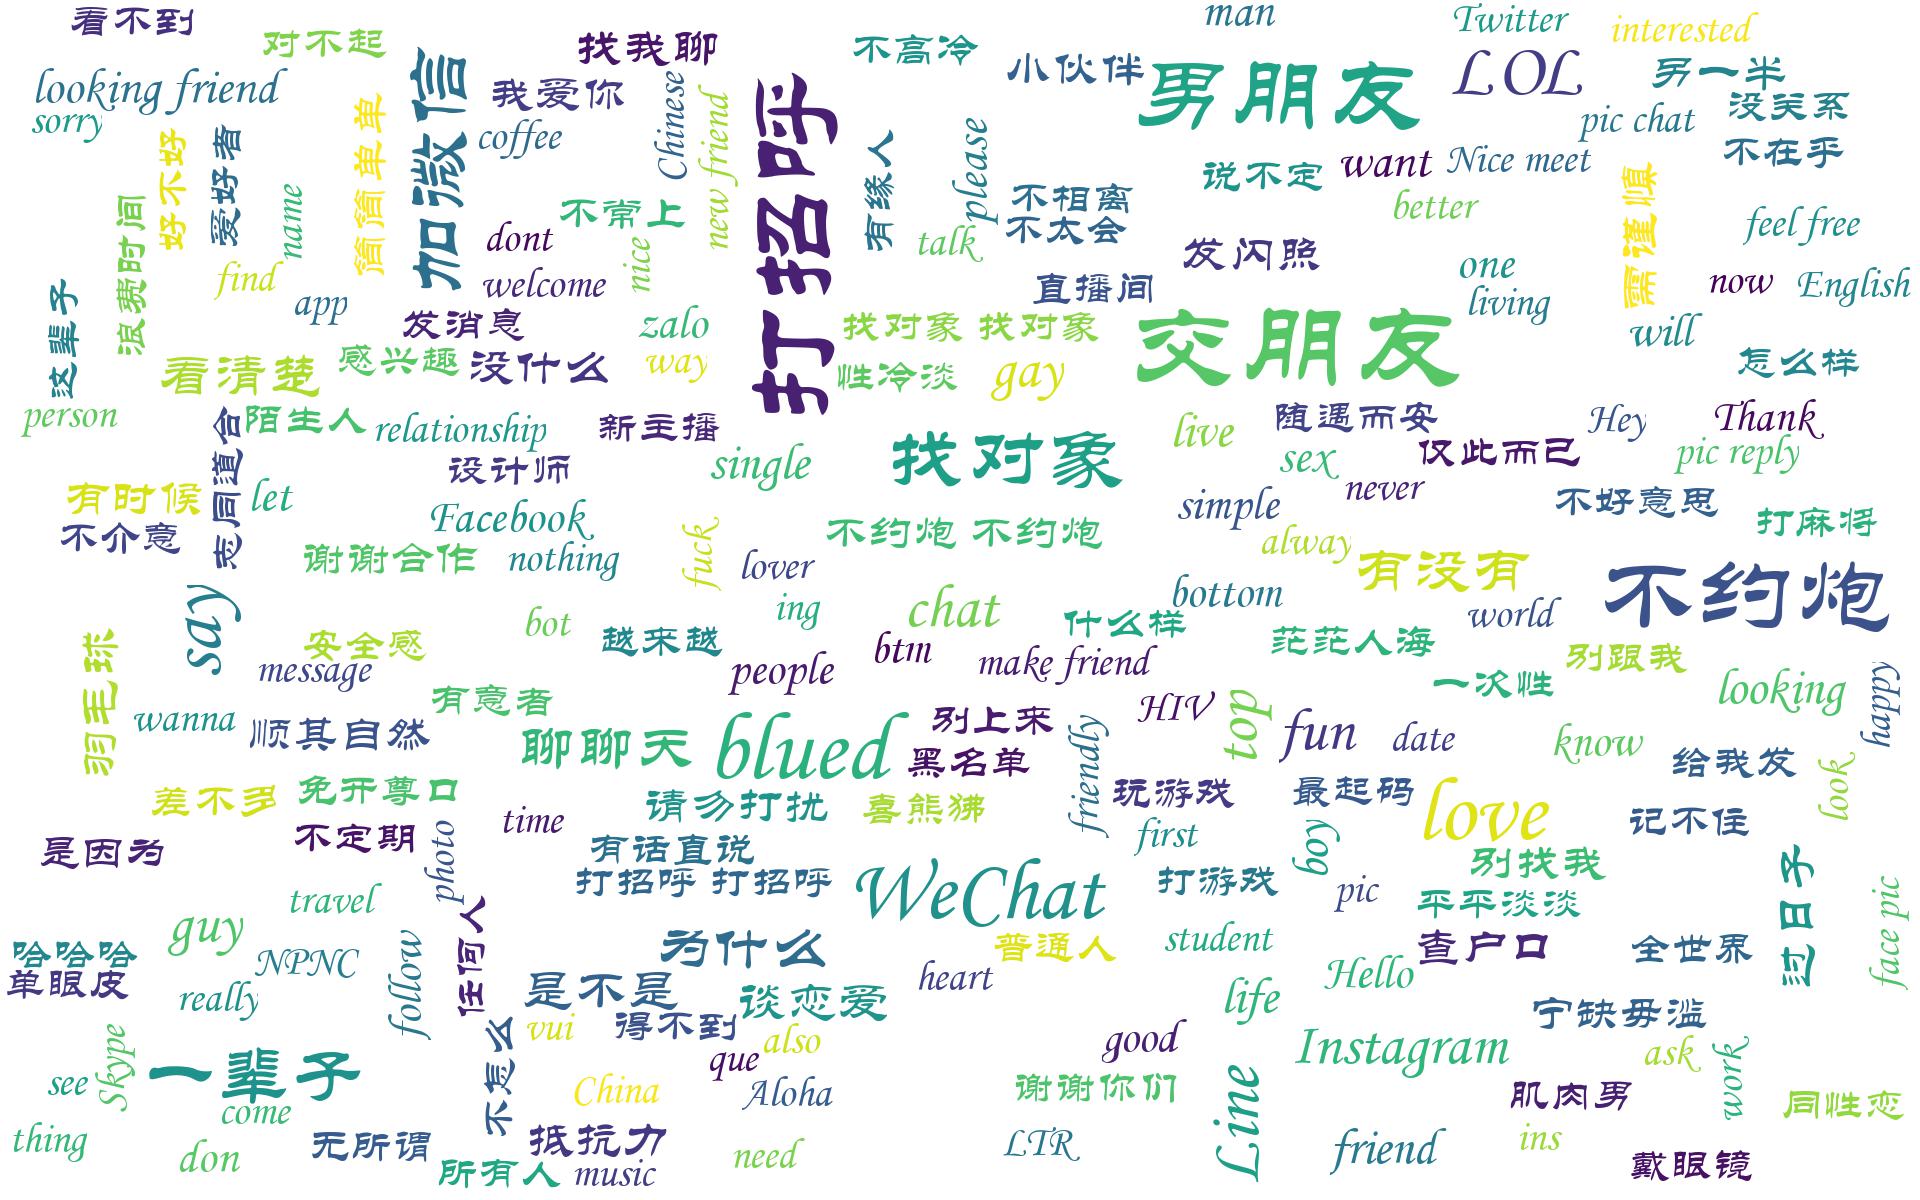 看不到
对不起
找我聊
不高冷
man
Twitter
interested
looking friend
sorry
加微信
我爱你
coffee
Chinese
new friend
打招呼
小伙伴
男朋友
LOL
另一半
pic chat
没关系
不在乎
好不好
爱好者
name
简简单单
有缘人
please
说不定
want
Nice meet
better
需谨慎
feel free
浪费时间
find
app
dont
welcome
不常上
nice
talk
不相离
不太会
发闪照
直播间
one
living
now
English
will
这辈子
看清楚
感兴趣
发消息
没什么
zalo
way
找对象 找对象
性冷淡
gay
交朋友
怎么样
person
志同道合
陌生人
relationship
新主播
single
找对象
live
随遇而安
sex
仅此而已
Hey
Thank
pic reply
有时候
不介意
let
设计师
Facebook
谢谢合作
nothing
fuck
lover
不约炮 不约炮
simple
never
alway
有没有
不好意思
打麻将
say
bot
ing
chat
bottom
world
不约炮
羽毛球
安全感
message
越来越
people
btm
什么样
make friend
茫茫人海
别跟我
一次性
looking
happy
wanna
顺其自然
有意者
聊聊天
blued
别上来
黑名单
friendly
HIV
top
fun
date
know
给我发
look
差不多
免开尊口
请勿打扰
喜熊狒
玩游戏
最起码
love
记不住
是因为
不定期
photo
time
有话直说
打招呼 打招呼
first
boy
别找我
过日子
travel
guy
任何人
WeChat
打游戏
pic
平平淡淡
face pic
哈哈哈
单眼皮
NPNC
really
follow
为什么
是不是
普通人
heart
student
查户口
Hello
全世界
谈恋爱
life
宁缺毋滥
Skype
see
一辈子
come
不怎么
vui
得不到
que
also
good
Instagram
ask
work
China
Aloha
谢谢你们
Line
肌肉男
同性恋
thing
don
无所谓
抵抗力
所有人
music
need
LTR
friend
ins
戴眼镜